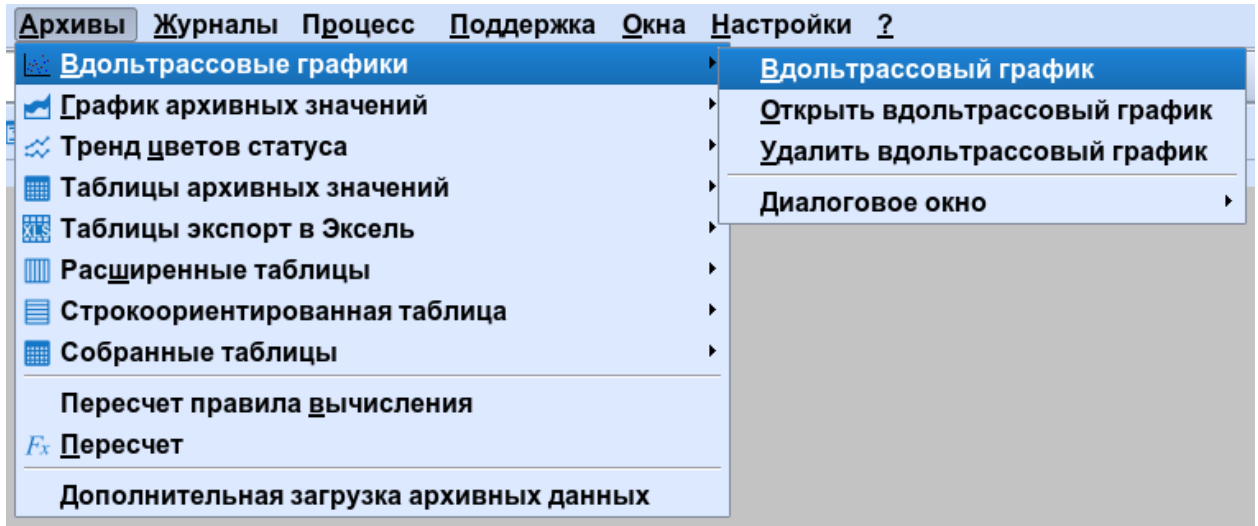 Архивы Журналы Процесс Поддержка Окна Настройки ?
Вдольтрассовые графики
График архивных значений
Тренд цветов статуса
Таблицы архивных значений
XLS Таблицы экспорт в Эксель
Расширенные таблицы
Строкоориентированная таблица
Собранные таблицы
Пересчет правила вычисления
Fx Пересчет
Дополнительная загрузка архивных данных
Вдольтрассовый график
Открыть вдольтрассовый график
Удалить вдольтрассовый график
Диалоговое окно